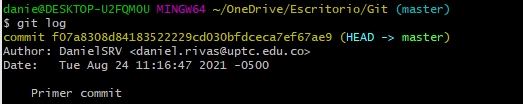 danie@DESKTOP-U2FQMOU MINGW64 ~/OneDrive/Escritorio/Git (master)
$ git log
commit f07a8308d84183522229cd030bfdceca7ef67ae9 (HEAD -> master)
Author: DanielSRV <daniel.rivas@uptc.edu.co>
Date:   Tue Aug 24 11:16:47 2021 -0500
    Primer commit